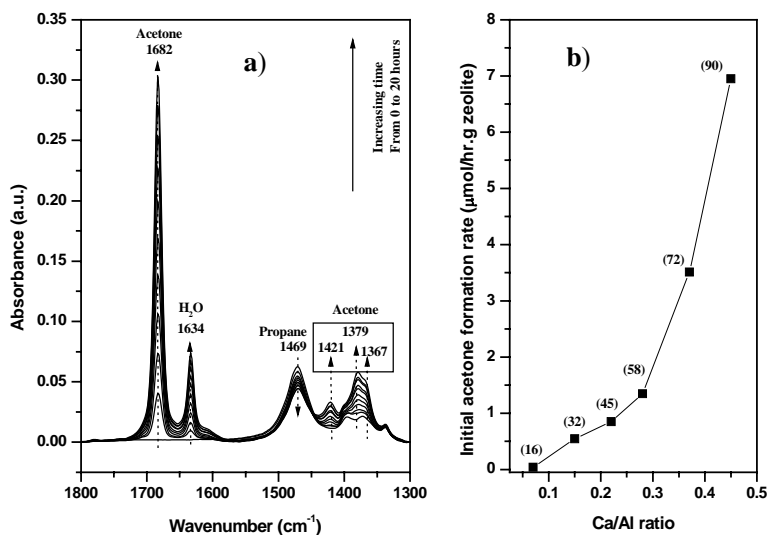 Acetone
1682
a)
Increasing time
From 0 to 20 hours
H₂O
1634
Propane
1469
Acetone
1379
1421
1367
0.35
0.30
0.25
0.20
0.15
0.10
0.05
0.00
Absorbance (a.u.)
1800 1700 1600 1500 1400 1300
Wavenumber (cm⁻¹)
b)
(90)
(72)
(58)
(45)
(32)
(16)
8
7
6
5
4
3
2
1
0
Initial acetone formation rate (μmol/hr.g zeolite)
0.1 0.2 0.3 0.4 0.5
Ca/Al ratio